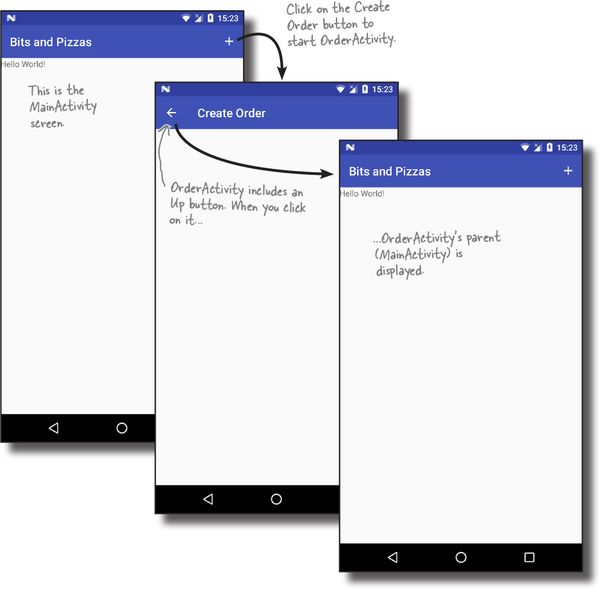 Click on the Create
Order button to
start OrderActivity.
15:23
Bits and Pizzas
Hello World!
This is the
MainActivity
screen.
15:23
Create Order
OrderActivity includes an
Up button. When you click
on it...
15:23
Bits and Pizzas
Hello World!
...OrderActivity's parent
(MainActivity) is
displayed.